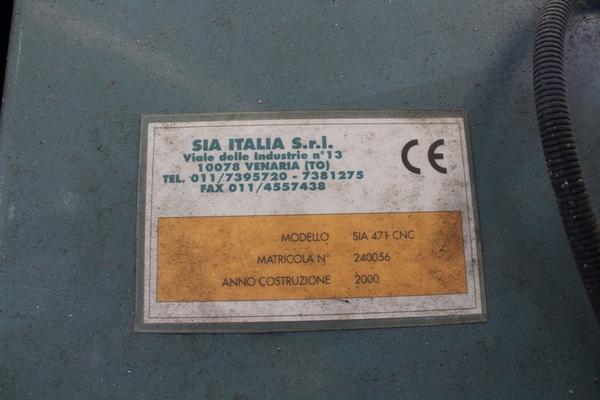 SIA ITALIA S.r.l.
Viale delle Industrie n° 13
10078 VENARIA (TO)
TEL. 011/7395720 - 7381275
FAX 011/4557438
CE
MODELLO SIA 471 CNC
MATRICOLA N° 240056
ANNO COSTRUZIONE 2000